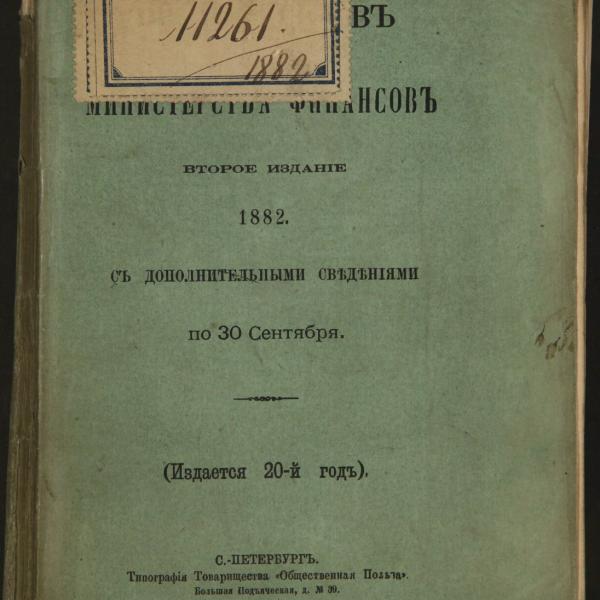 11261.
ВЪ
1882
МИНИСТЕРСТВА ФИНАНСОВЪ
ВТОРОЕ ИЗДАНІЕ
1882.
СЪ ДОПОЛНИТЕЛЬНЫМИ СВѢДѢНІЯМИ
по 30 Сентября.
(Издается 20-й годъ).
С.-ПЕТЕРБУРГЪ.
Типографія Товарищества «Общественная Польза».
Большая Подъяческая, д. № 39.